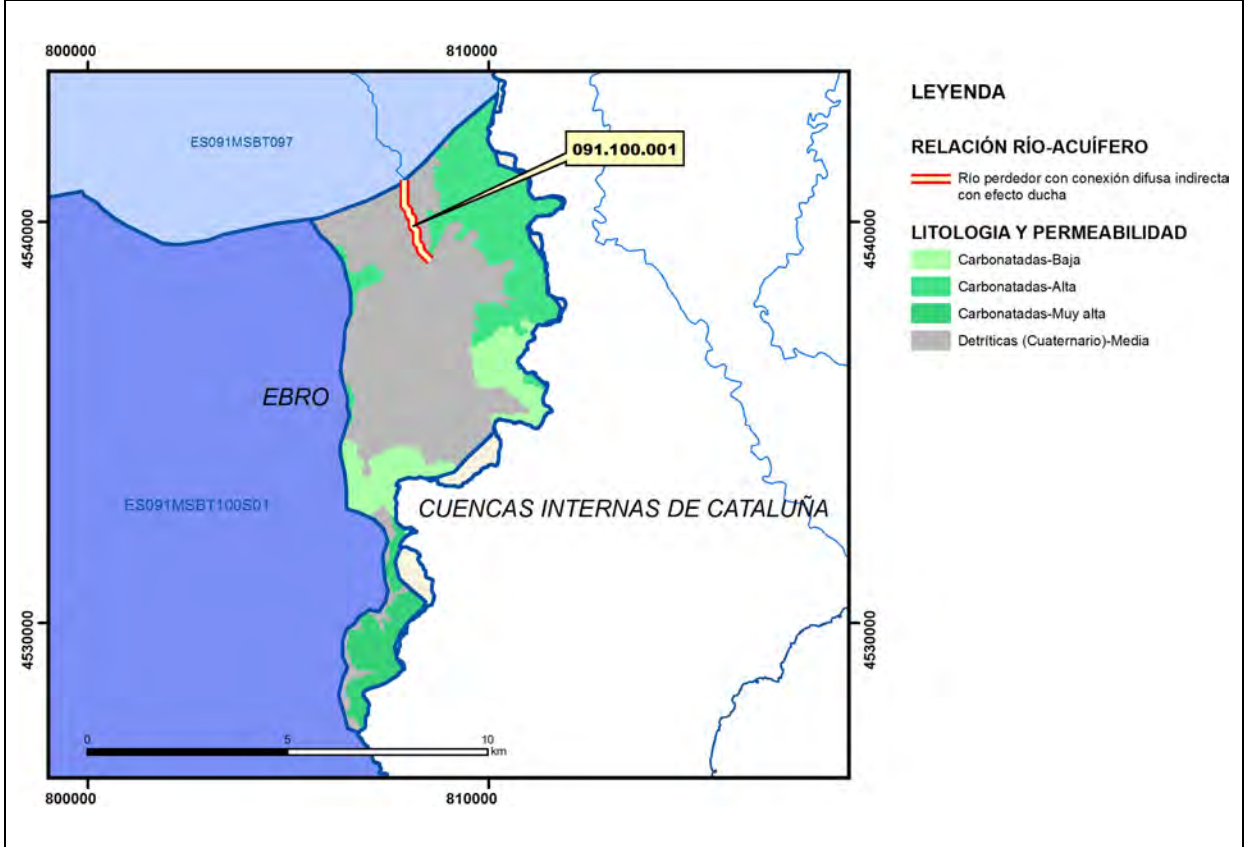 800000
810000
LEYENDA
RELACIÓN RÍO-ACUÍFERO
Río perdedor con conexión difusa indirecta
con efecto ducha
LITOLOGIA Y PERMEABILIDAD
Carbonatadas-Baja
Carbonatadas-Alta
Carbonatadas-Muy alta
Detríticas (Cuaternario)-Media
ES091MSBT097
091.100.001
4540000
4540000
EBRO
ES091MSBT100S01
CUENCAS INTERNAS DE CATALUÑA
4530000
4530000
0 5 10
km
800000
810000